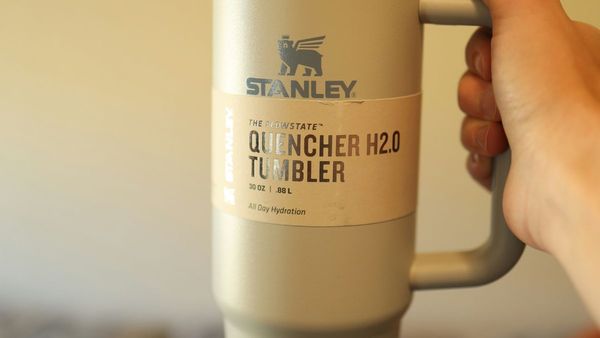 STANLEY
STANLEY
THE FLOWSTATE™
QUENCHER H2.0
TUMBLER
30 OZ | .88 L
All Day Hydration